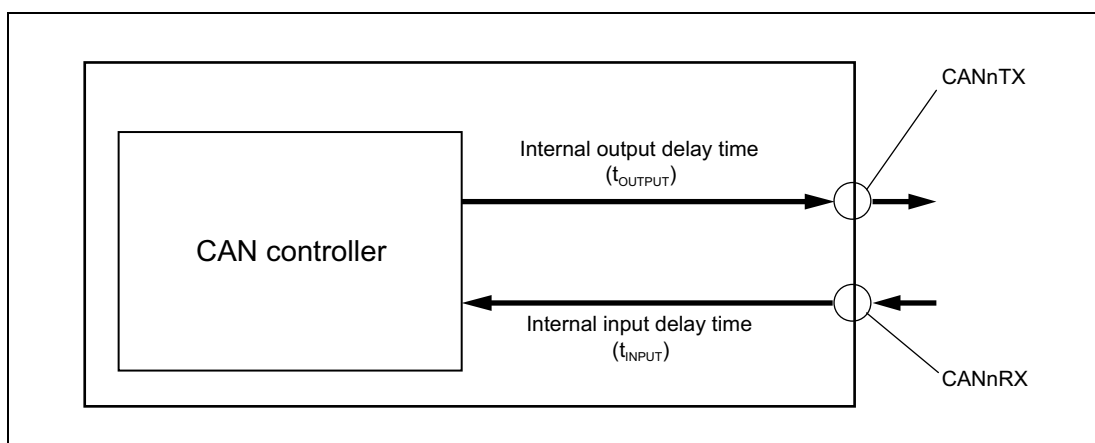 CANnTX
Internal output delay time
(tOUTPUT)
CAN controller
Internal input delay time
(tINPUT)
CANnRX